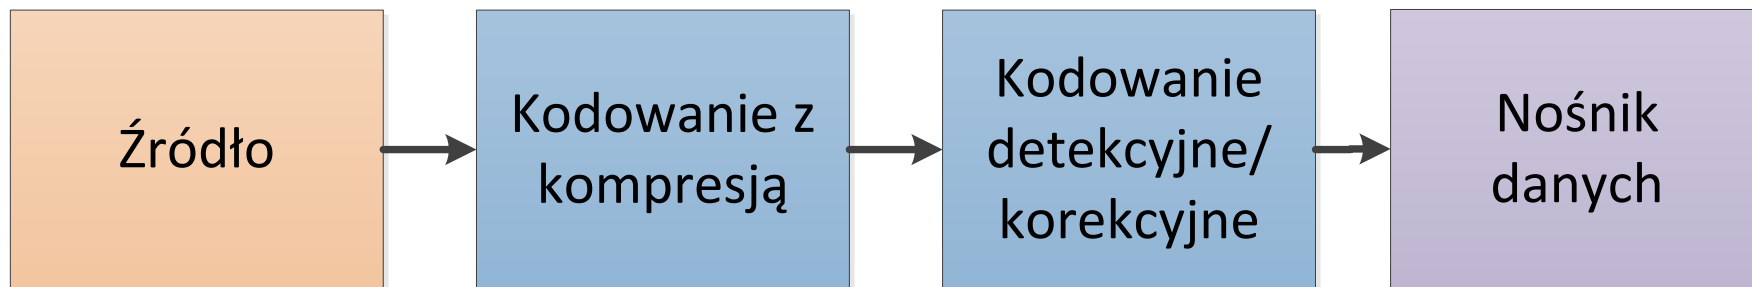 Źródło
Kodowanie z
kompresją
Kodowanie
detekcyjne/
korekcyjne
Nośnik
danych